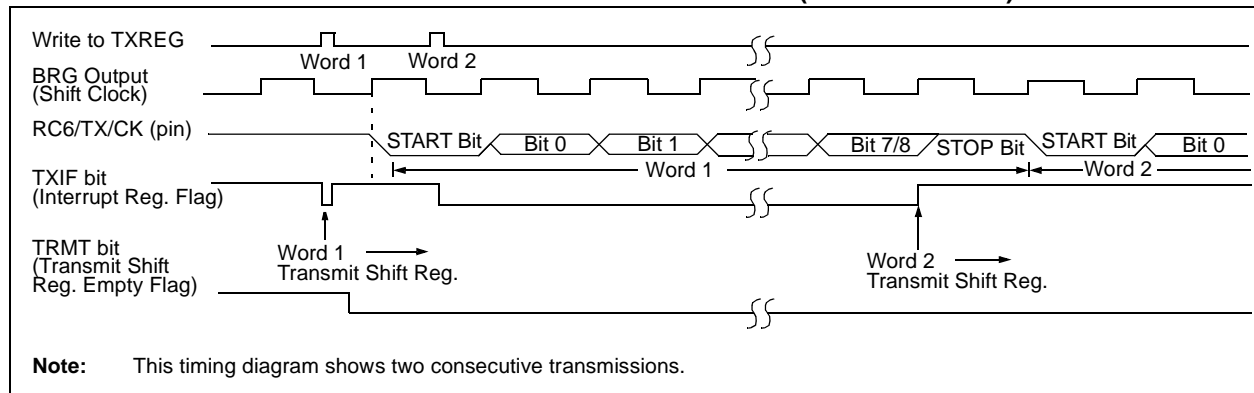 Write to TXREG
Word 1
Word 2
BRG Output
(Shift Clock)
RC6/TX/CK (pin)
START Bit
Bit 0
Bit 1
Bit 7/8
STOP Bit
START Bit
Bit 0
Word 1
Word 2
TXIF bit
(Interrupt Reg. Flag)
Word 1
Transmit Shift Reg.
Word 2
Transmit Shift Reg.
TRMT bit
(Transmit Shift
Reg. Empty Flag)
Note: This timing diagram shows two consecutive transmissions.